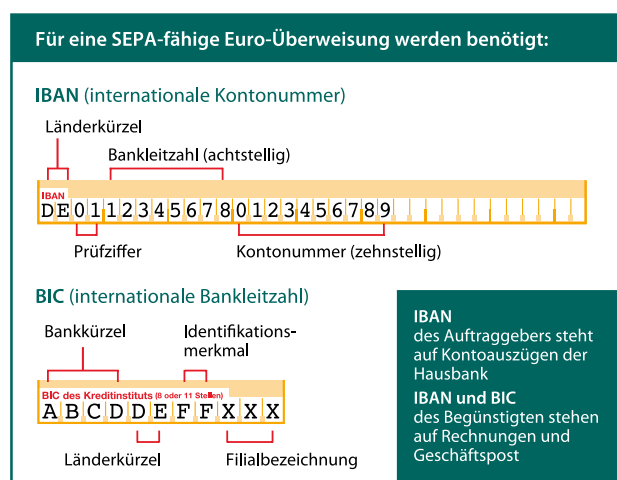 Für eine SEPA-fähige Euro-Überweisung werden benötigt:
IBAN (internationale Kontonummer)
Länderkürzel
Bankleitzahl (achtstellig)
IBAN
DE01123456780123456789
Prüfziffer
Kontonummer (zehnstellig)
BIC (internationale Bankleitzahl)
Bankkürzel
Identifikations-
merkmal
BIC des Kreditinstituts (8 oder 11 Stellen)
ABCDDEFFXXX
Länderkürzel
Filialbezeichnung
IBAN
des Auftraggebers steht
auf Kontoauszügen der
Hausbank
IBAN und BIC
des Begünstigten stehen
auf Rechnungen und
Geschäftspost